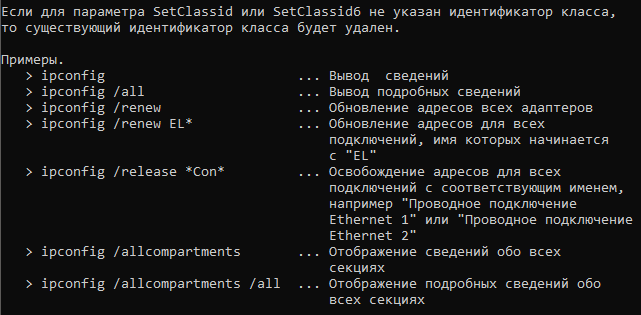 Если для параметра SetClassid или SetClassid6 не указан идентификатор класса,
то существующий идентификатор класса будет удален.
Примеры.
> ipconfig ... Вывод сведений
> ipconfig /all ... Вывод подробных сведений
> ipconfig /renew ... Обновление адресов всех адаптеров
> ipconfig /renew EL* ... Обновление адресов для всех
подключений, имя которых начинается
с "EL"
> ipconfig /release *Con* ... Освобождение адресов для всех
подключений с соответствующим именем,
например "Проводное подключение
Ethernet 1" или "Проводное подключение
Ethernet 2"
> ipconfig /allcompartments ... Отображение сведений обо всех
секциях
> ipconfig /allcompartments /all ... Отображение подробных сведений обо
всех секциях